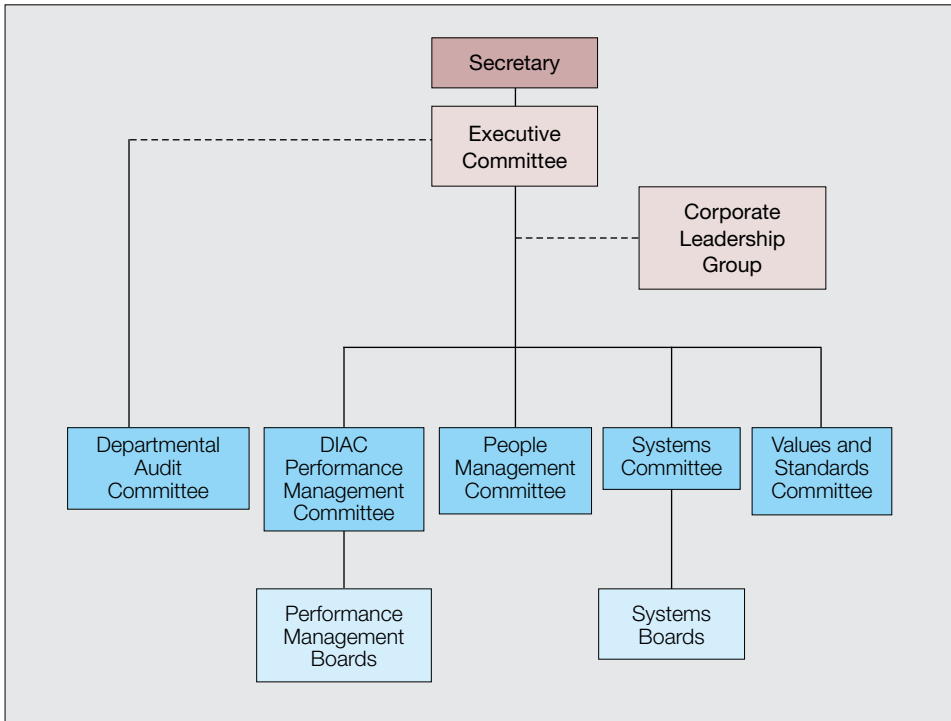 Secretary
Executive
Committee
Corporate
Leadership
Group
Departmental
Audit
Committee
DIAC
Performance
Management
Committee
People
Management
Committee
Systems
Committee
Values and
Standards
Committee
Performance
Management
Boards
Systems
Boards